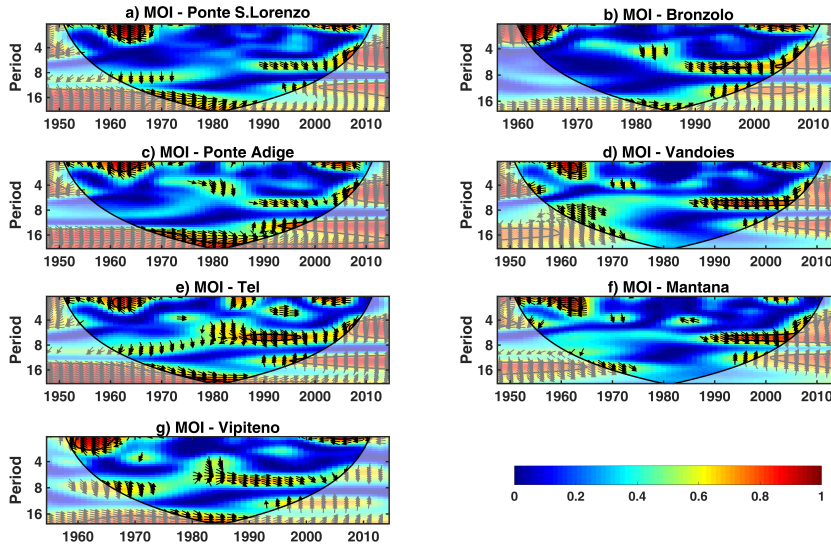 a) MOI - Ponte S.Lorenzo
Period
4
8
16
1950 1960 1970 1980 1990 2000 2010
b) MOI - Bronzolo
Period
4
8
16
1960 1970 1980 1990 2000 2010
c) MOI - Ponte Adige
Period
4
8
16
1950 1960 1970 1980 1990 2000 2010
d) MOI - Vandoies
Period
4
8
16
1950 1960 1970 1980 1990 2000 2010
e) MOI - Tel
Period
4
8
16
1950 1960 1970 1980 1990 2000 2010
f) MOI - Mantana
Period
4
8
16
1950 1960 1970 1980 1990 2000 2010
g) MOI - Vipiteno
Period
4
8
16
1960 1970 1980 1990 2000 2010
0 0.2 0.4 0.6 0.8 1